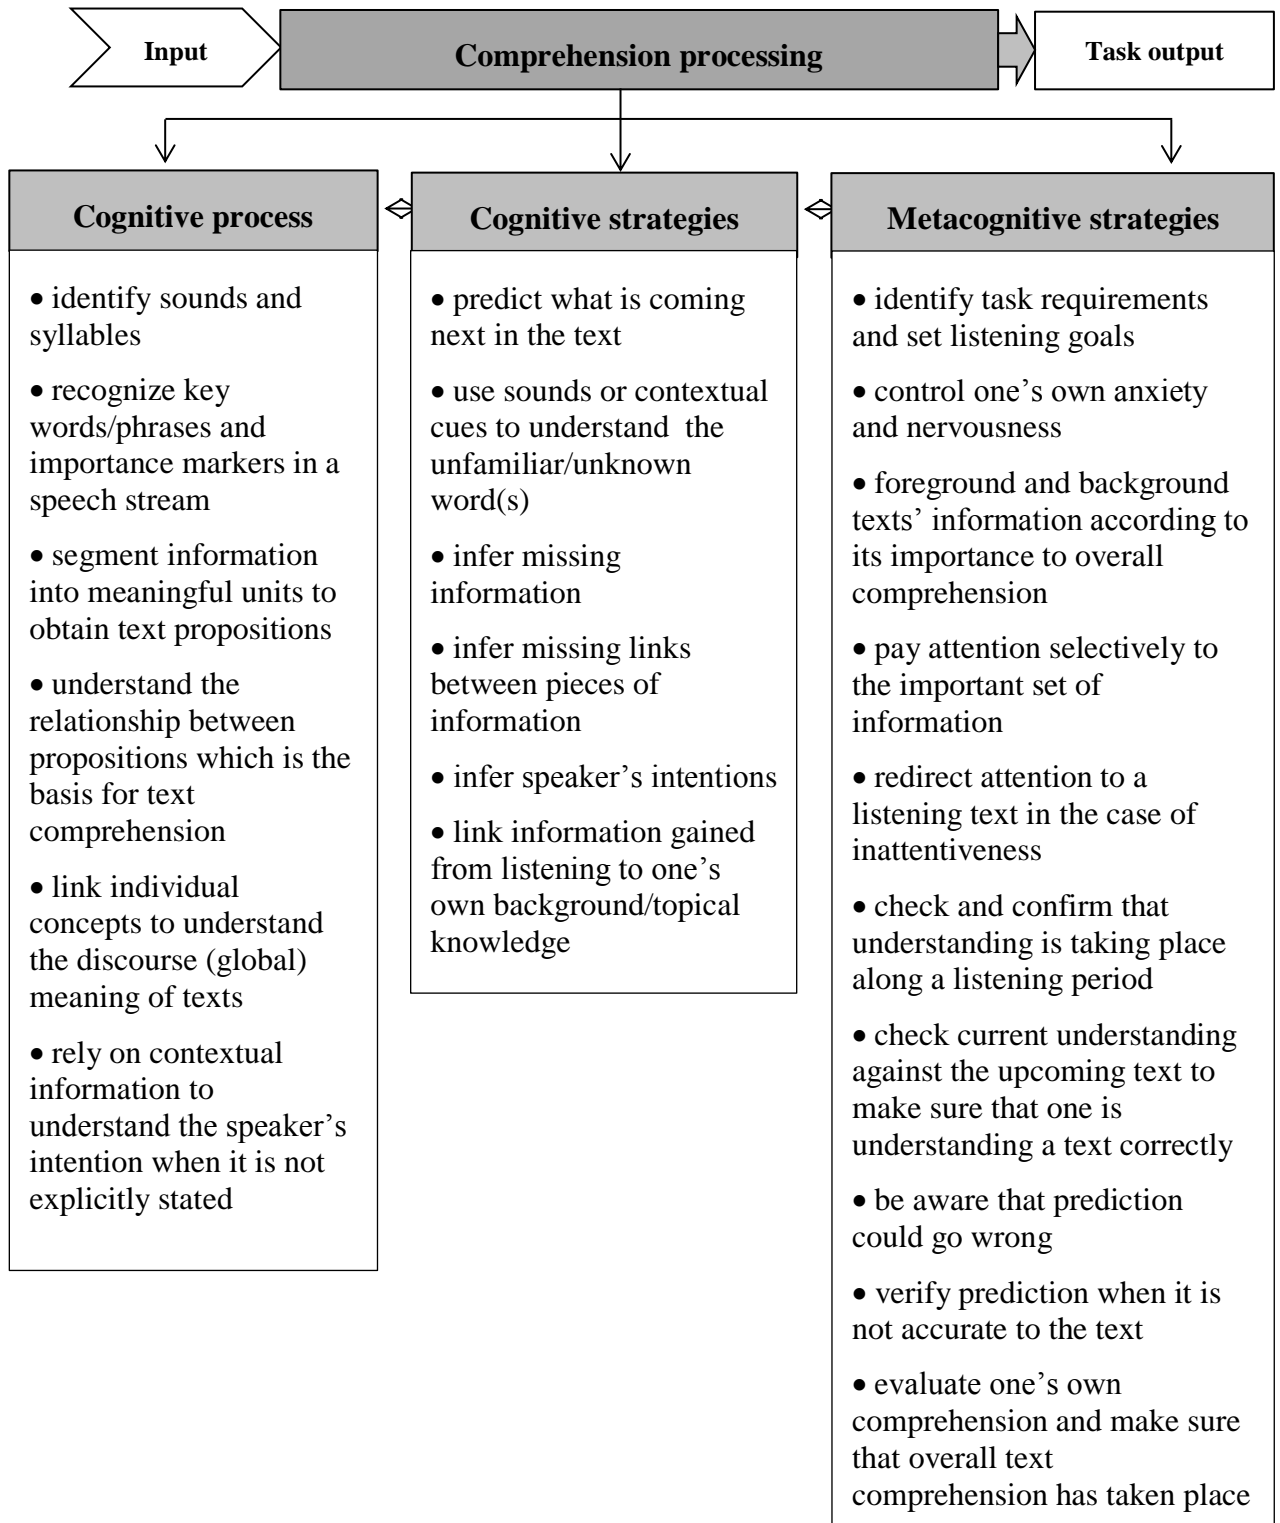 Input
Comprehension processing
Task output
Cognitive process
• identify sounds and
syllables
• recognize key
words/phrases and
importance markers in a
speech stream
• segment information
into meaningful units to
obtain text propositions
• understand the
relationship between
propositions which is the
basis for text
comprehension
• link individual
concepts to understand
the discourse (global)
meaning of texts
• rely on contextual
information to
understand the speaker’s
intention when it is not
explicitly stated
Cognitive strategies
• predict what is coming
next in the text
• use sounds or contextual
cues to understand  the
unfamiliar/unknown
word(s)
• infer missing
information
• infer missing links
between pieces of
information
• infer speaker’s intentions
• link information gained
from listening to one’s
own background/topical
knowledge
Metacognitive strategies
• identify task requirements
and set listening goals
• control one’s own anxiety
and nervousness
• foreground and background
texts’ information according to
its importance to overall
comprehension
• pay attention selectively to
the important set of
information
• redirect attention to a
listening text in the case of
inattentiveness
• check and confirm that
understanding is taking place
along a listening period
• check current understanding
against the upcoming text to
make sure that one is
understanding a text correctly
• be aware that prediction
could go wrong
• verify prediction when it is
not accurate to the text
• evaluate one’s own
comprehension and make sure
that overall text
comprehension has taken place